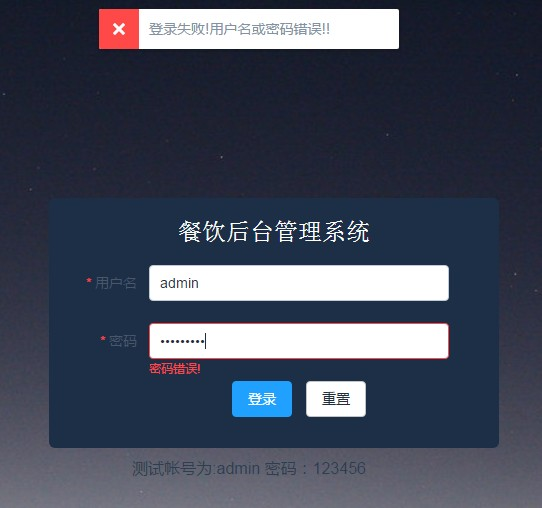 登录失败!用户名或密码错误!!
餐饮后台管理系统
* 用户名 admin
* 密码 •••••••••
密码错误!
登录 重置
测试帐号为:admin 密码：123456